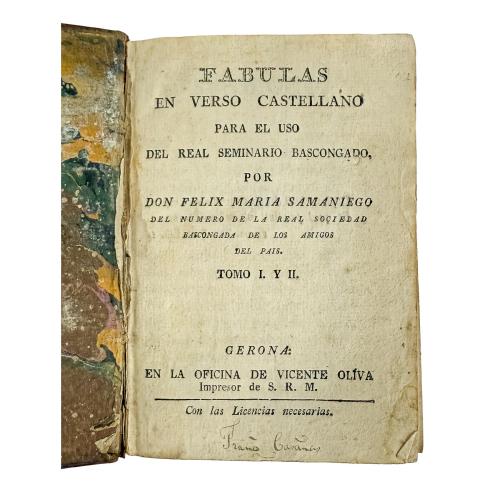 FABULAS
EN VERSO CASTELLANO
PARA EL USO
DEL REAL SEMINARIO BASCONGADO,
POR
DON FELIX MARIA SAMANIEGO
DEL NUMERO DE LA REAL SOCIEDAD
BASCONGADA DE LOS AMIGOS
DEL PAIS.
TOMO I. Y II.
GERONA:
EN LA OFICINA DE VICENTE OLIVA
Impresor de S. R. M.
Con las Licencias necesarias.